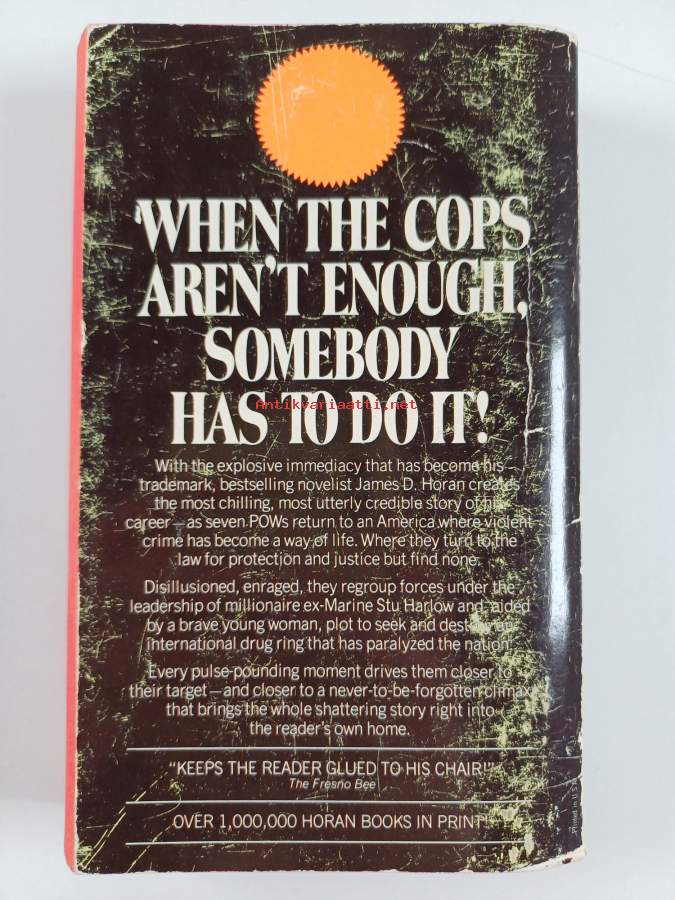 WHEN THE COPS
AREN'T ENOUGH,
SOMEBODY
HAS TO DO IT!
Antikvariaatti.net
With the explosive immediacy that has become his
trademark, bestselling novelist James D. Horan creates
the most chilling, most utterly credible story of his
career—as seven POWs return to an America where violent
crime has become a way of life. Where they turn to the
law for protection and justice but find none.
Disillusioned, enraged, they regroup forces under the
leadership of millionaire ex-Marine Stu Harlow and, aided
by a brave young woman, plot to seek and destroy an
international drug ring that has paralyzed the nation.
Every pulse-pounding moment drives them closer to
their target—and closer to a never-to-be-forgotten climax
that brings the whole shattering story right into
the reader's own home.
"KEEPS THE READER GLUED TO HIS CHAIR!"
The Fresno Bee
OVER 1,000,000 HORAN BOOKS IN PRINT!
Printed in U.S.